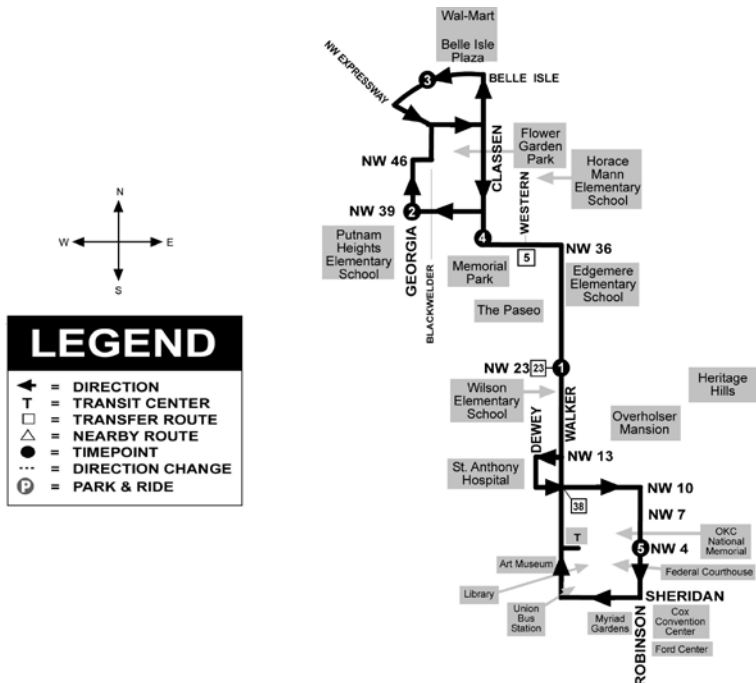 Wal-Mart
Belle Isle
Plaza
NW EXPRESSWAY
3
BELLE ISLE
CLASSEN
Flower
Garden
Park
WESTERN
Horace
Mann
Elementary
School
NW 46
NW 39
2
GEORGIA
BLACKWELDER
Putnam
Heights
Elementary
School
4
5
NW 36
Memorial
Park
Edgemere
Elementary
School
The Paseo
NW 23
23
1
Wilson
Elementary
School
DEWEY
WALKER
Heritage
Hills
Overholser
Mansion
NW 13
St. Anthony
Hospital
NW 10
38
NW 7
T
OKC
National
Memorial
5
NW 4
Art Museum
Federal Courthouse
Library
Union
Bus
Station
SHERIDAN
Myriad
Gardens
ROBINSON
Cox
Convention
Center
Ford Center
N
W
E
S
LEGEND
= DIRECTION
T = TRANSIT CENTER
= TRANSFER ROUTE
= NEARBY ROUTE
= TIMEPOINT
= DIRECTION CHANGE
P = PARK & RIDE